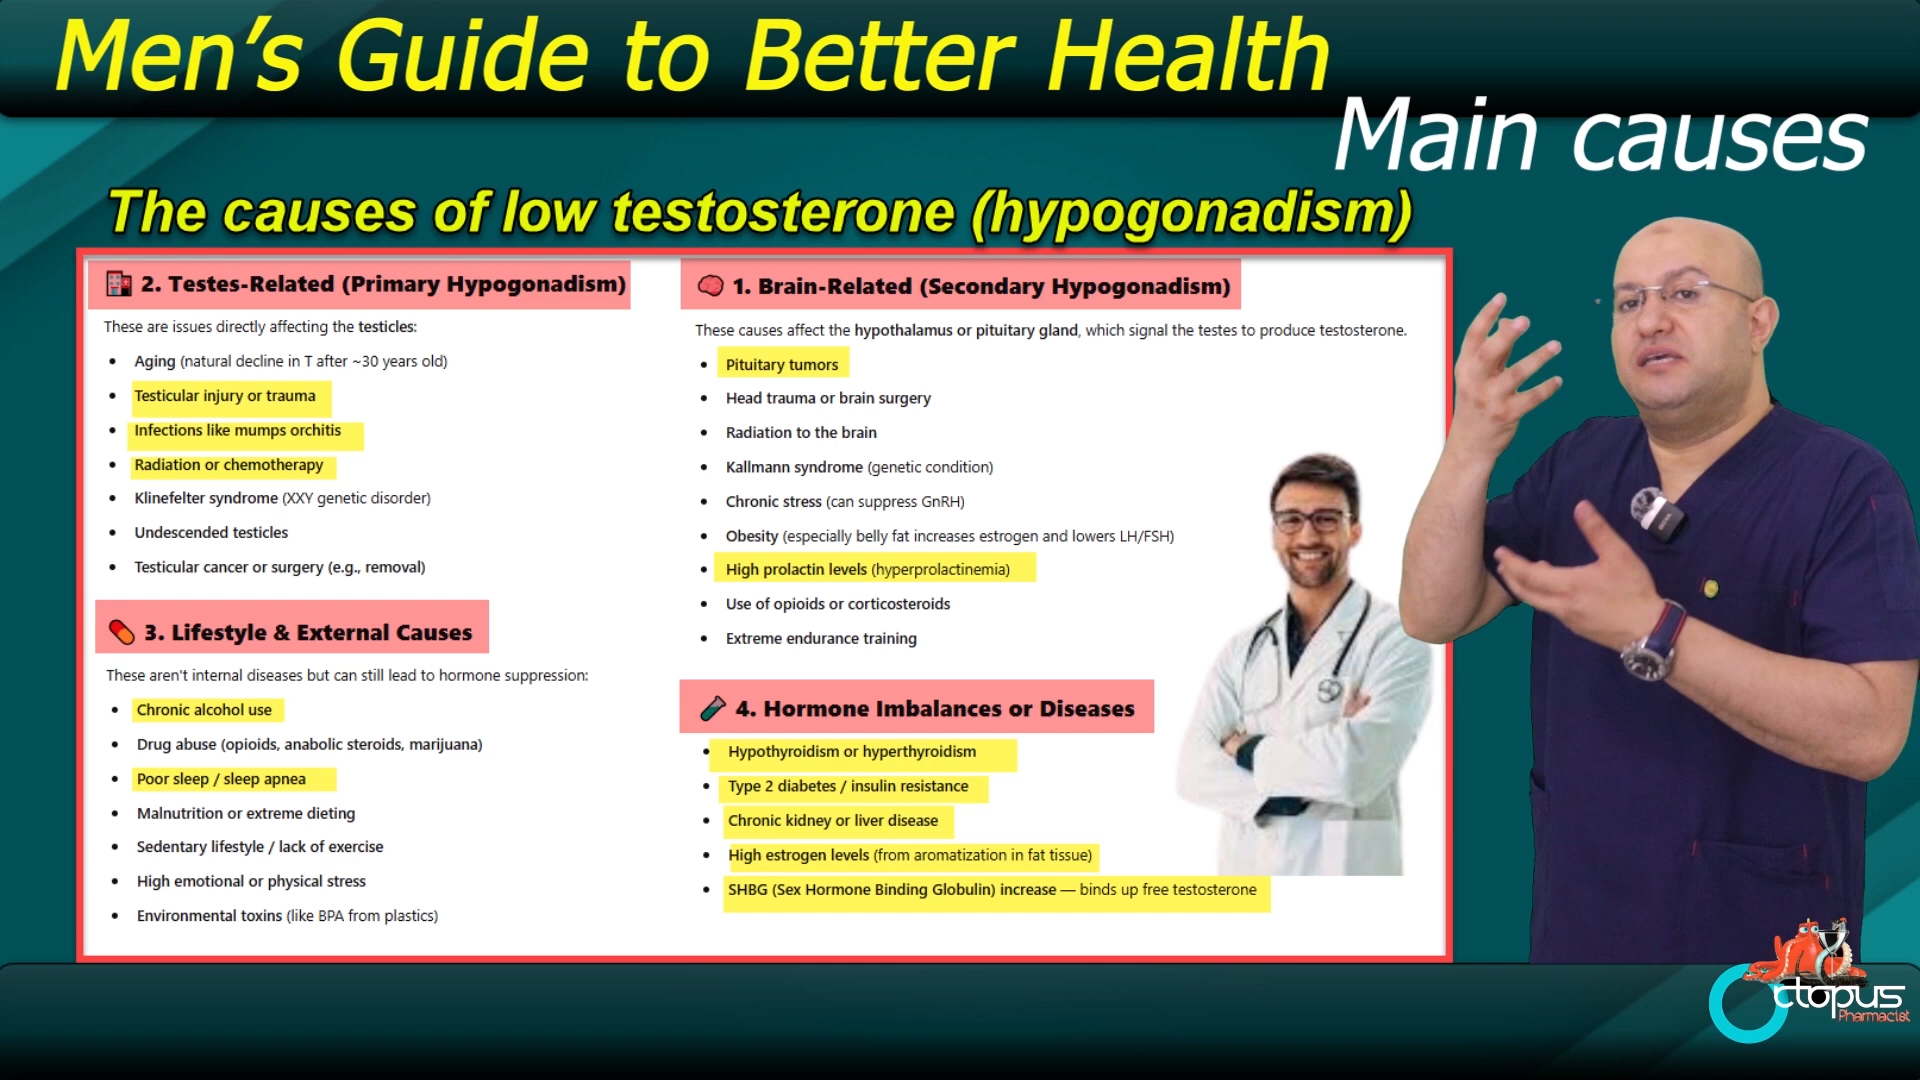 Men's Guide to Better Health
Main causes
The causes of low testosterone (hypogonadism)
2. Testes-Related (Primary Hypogonadism)
These are issues directly affecting the testicles:
• Aging (natural decline in T after ~30 years old)
• Testicular injury or trauma
• Infections like mumps orchitis
• Radiation or chemotherapy
• Klinefelter syndrome (XXY genetic disorder)
• Undescended testicles
• Testicular cancer or surgery (e.g., removal)
3. Lifestyle & External Causes
These aren't internal diseases but can still lead to hormone suppression:
• Chronic alcohol use
• Drug abuse (opioids, anabolic steroids, marijuana)
• Poor sleep / sleep apnea
• Malnutrition or extreme dieting
• Sedentary lifestyle / lack of exercise
• High emotional or physical stress
• Environmental toxins (like BPA from plastics)
1. Brain-Related (Secondary Hypogonadism)
These causes affect the hypothalamus or pituitary gland, which signal the testes to produce testosterone.
• Pituitary tumors
• Head trauma or brain surgery
• Radiation to the brain
• Kallmann syndrome (genetic condition)
• Chronic stress (can suppress GnRH)
• Obesity (especially belly fat increases estrogen and lowers LH/FSH)
• High prolactin levels (hyperprolactinemia)
• Use of opioids or corticosteroids
• Extreme endurance training
4. Hormone Imbalances or Diseases
• Hypothyroidism or hyperthyroidism
• Type 2 diabetes / insulin resistance
• Chronic kidney or liver disease
• High estrogen levels (from aromatization in fat tissue)
• SHBG (Sex Hormone Binding Globulin) increase — binds up free testosterone
Octopus
Pharmacist